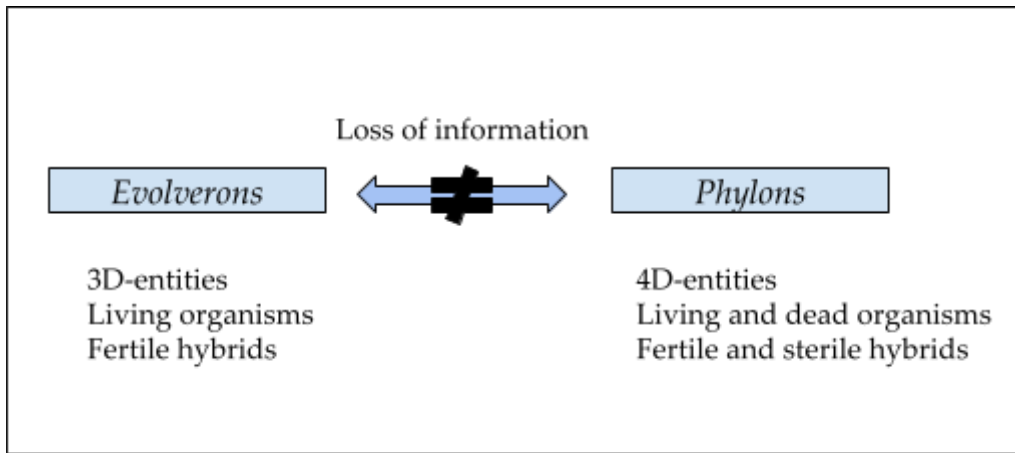 Loss of information
Evolverons
Phylons
3D-entities
Living organisms
Fertile hybrids
4D-entities
Living and dead organisms
Fertile and sterile hybrids